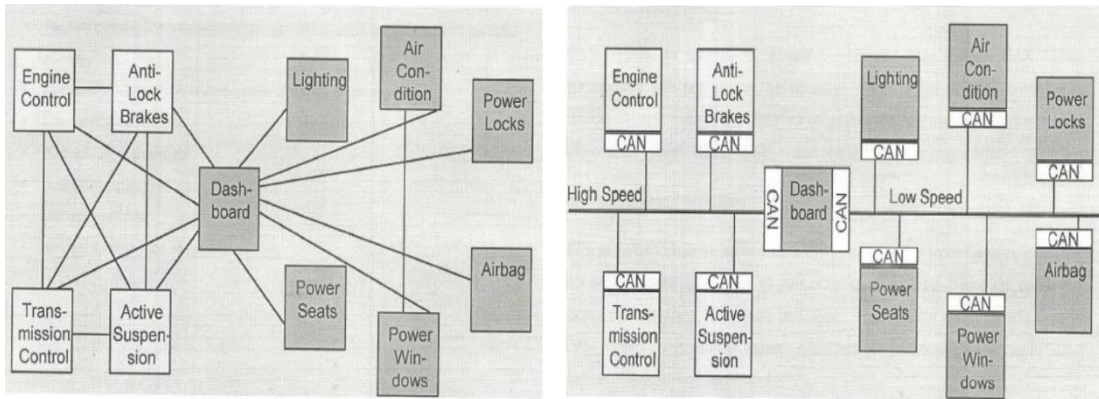 Engine
Control
Anti-
Lock
Brakes
Lighting
Air
Con-
dition
Power
Locks
Dash-
board
Trans-
mission
Control
Active
Suspen-
sion
Power
Seats
Power
Win-
dows
Airbag
Engine
Control
CAN
Anti-
Lock
Brakes
CAN
Lighting
CAN
Air
Con-
dition
CAN
Power
Locks
CAN
High Speed
CAN
Dash-
board
CAN
Low Speed
CAN
Trans-
mission
Control
CAN
Active
Suspen-
sion
CAN
Power
Seats
CAN
Power
Win-
dows
CAN
Airbag